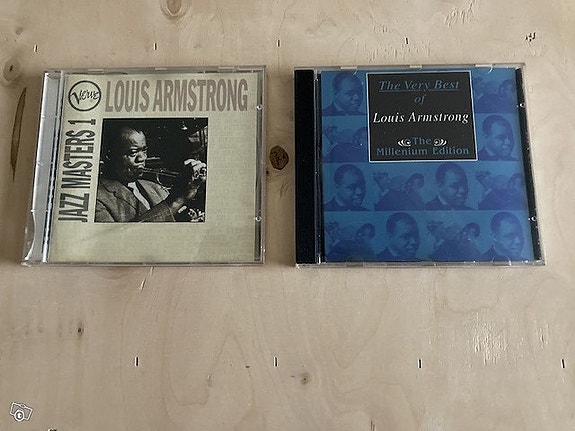 Verve
LOUIS ARMSTRONG
JAZZ MASTERS 1
The Very Best
of
Louis Armstrong
The
Millenium Edition